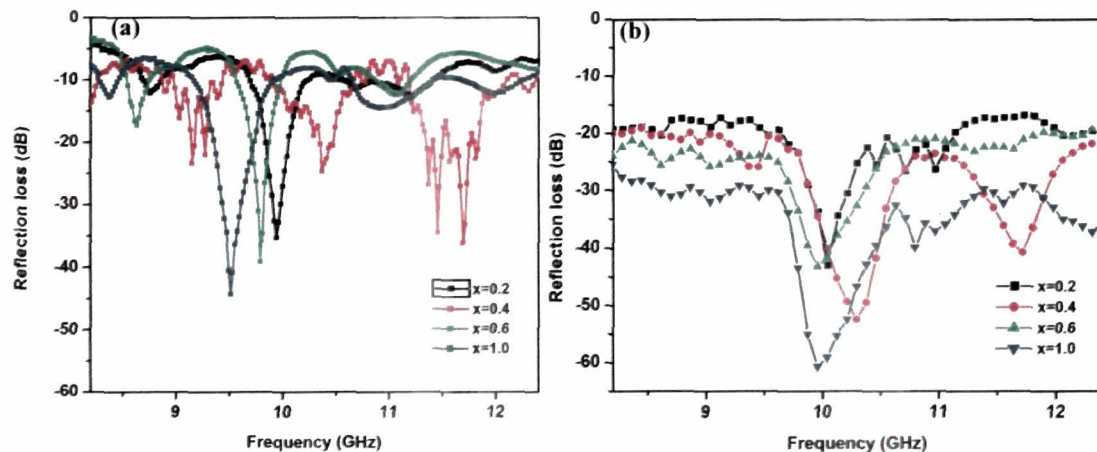 (a)
0
-10
-20
-30
-40
-50
-60
Reflection loss (dB)
x=0.2
x=0.4
x=0.6
x=1.0
9
10
11
12
Frequency (GHz)
(b)
0
-10
-20
-30
-40
-50
-60
Reflection loss (dB)
x=0.2
x=0.4
x=0.6
x=1.0
9
10
11
12
Frequency (GHz)